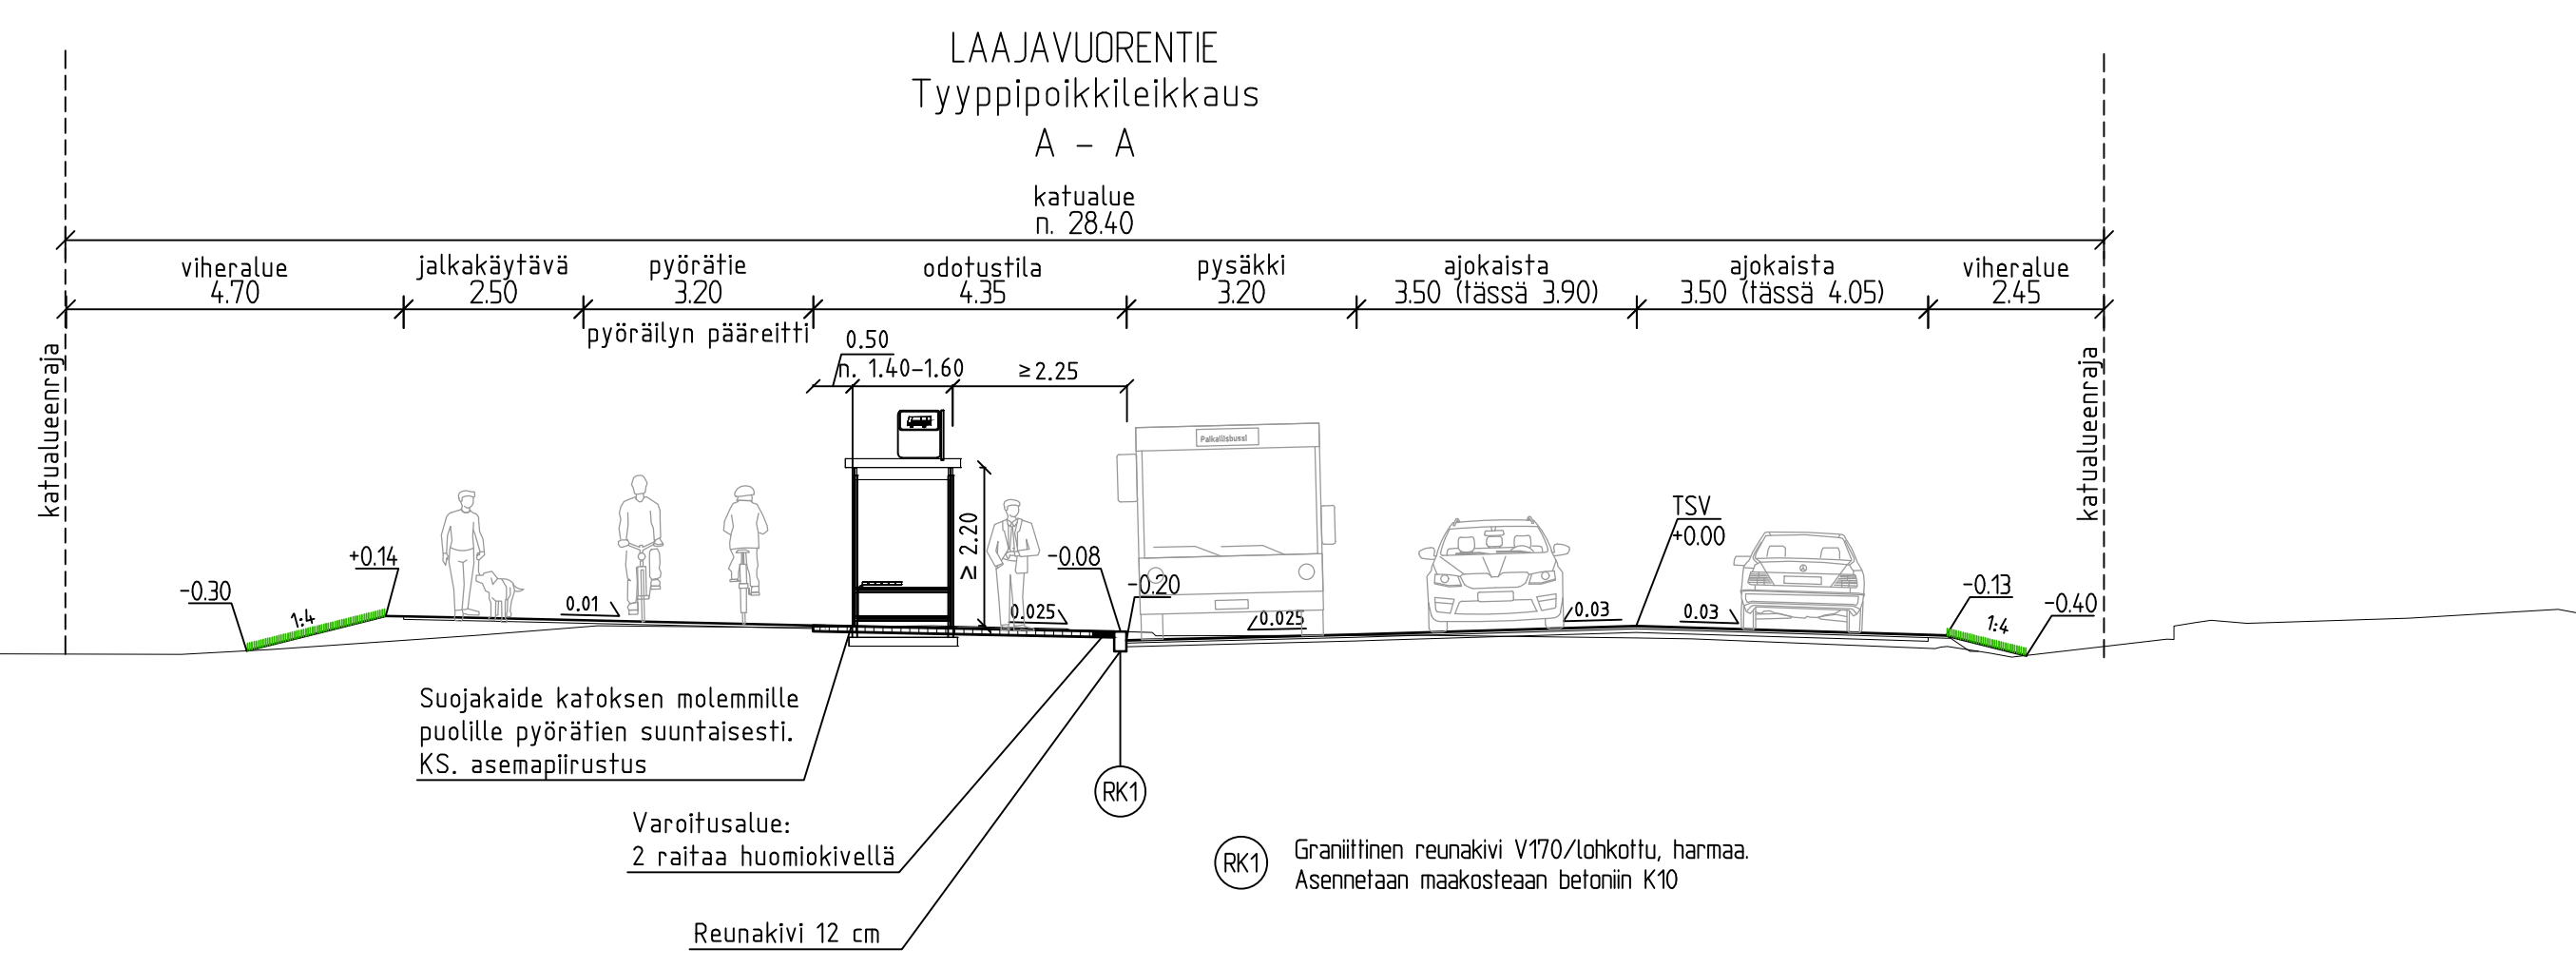 LAAJAVUORENTIE
Tyyppipoikkileikkaus
A - A
katualue
n. 28.40
viheralue
4.70
jalkakäytävä
2.50
pyörätie
3.20
pyöräilyn pääreitti
odotustila
4.35
pysäkki
3.20
ajokaista
3.50 (tässä 3.90)
ajokaista
3.50 (tässä 4.05)
viheralue
2.45
katualueenraja
katualueenraja
0.50
n. 1.40-1.60
≥2.25
Paikallisbussi
≥ 2.20
TSV
+0.00
-0.30
1:4
+0.14
0.01
0.025
-0.08
-0.20
0.025
0.03
0.03
-0.13
1:4
-0.40
Suojakaide katoksen molemmille
puolille pyörätien suuntaisesti.
KS. asemapiirustus
RK1
Varoitusalue:
2 raitaa huomiokivellä
Reunakivi 12 cm
RK1
Graniittinen reunakivi V170/lohkottu, harmaa.
Asennetaan maakosteaan betoniin K10